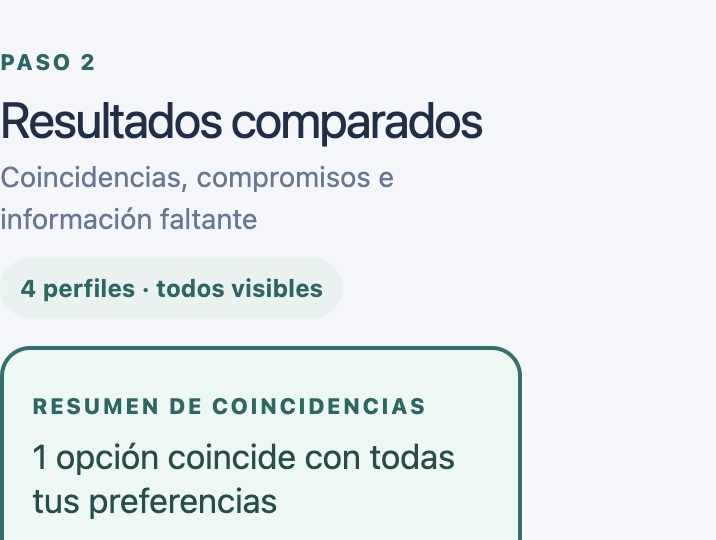 PASO 2
Resultados comparados
Coincidencias, compromisos e
información faltante
4 perfiles · todos visibles
RESUMEN DE COINCIDENCIAS
1 opción coincide con todas
tus preferencias